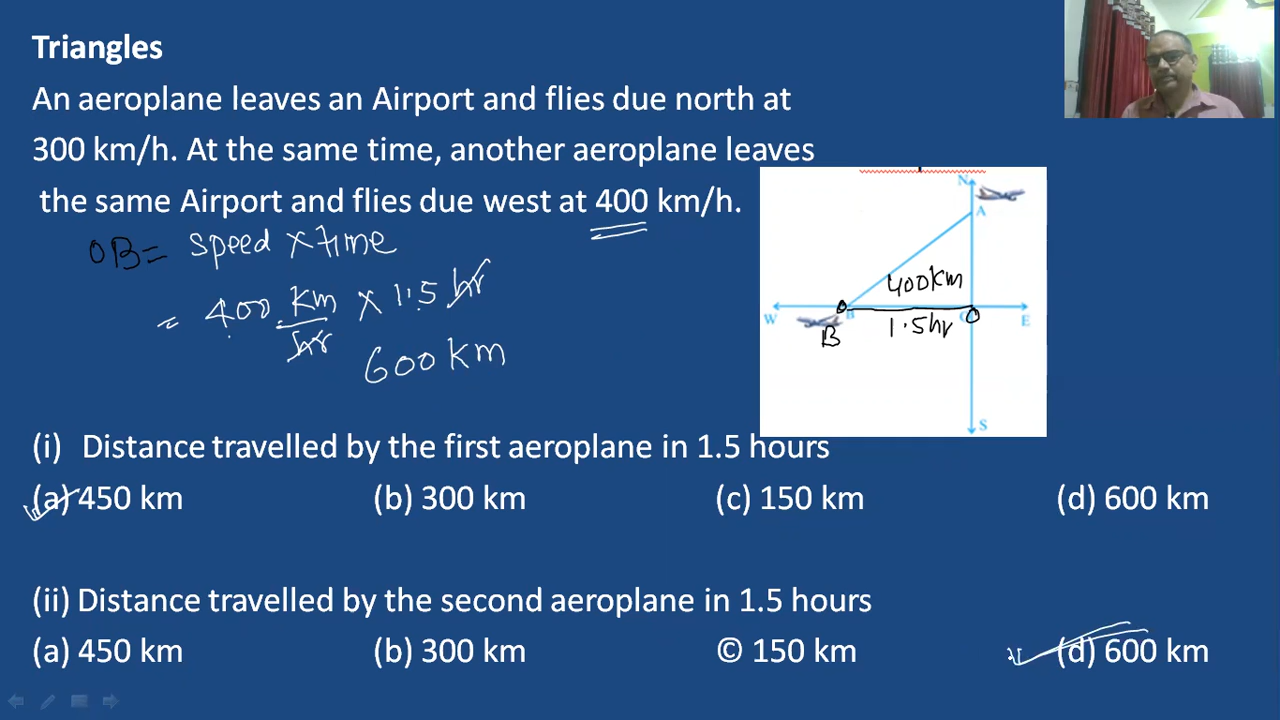 Triangles
An aeroplane leaves an Airport and flies due north at
300 km/h. At the same time, another aeroplane leaves
the same Airport and flies due west at 400 km/h.
OB = speed x time
= 400 km/hr x 1.5 hr
600 km
N
A
400km
W
B
O
E
B
1.5hr
S
(i) Distance travelled by the first aeroplane in 1.5 hours
(a) 450 km (b) 300 km (c) 150 km (d) 600 km
(ii) Distance travelled by the second aeroplane in 1.5 hours
(a) 450 km (b) 300 km © 150 km (d) 600 km